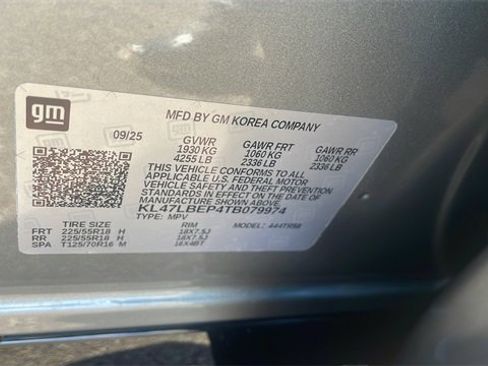 gm
MFD BY GM KOREA COMPANY
09/25 GVWR GAWR FRT GAWR RR
1930 KG 1060 KG 1060 KG
4255 LB 2336 LB 2336 LB
THIS VEHICLE CONFORMS TO ALL
APPLICABLE U.S. FEDERAL MOTOR
VEHICLE SAFETY AND THEFT PREVENTION
STANDARDS IN EFFECT ON THE DATE OF
MANUFACTURE SHOWN ABOVE.
KL47LBEP4TB079974
TYPE: MPV MODEL: 444TR58
TIRE SIZE RIM
FRT 225/55R18 H 18X7.5J
RR 225/55R18 H 18X7.5J
SPA T125/70R16 M 16X4BT